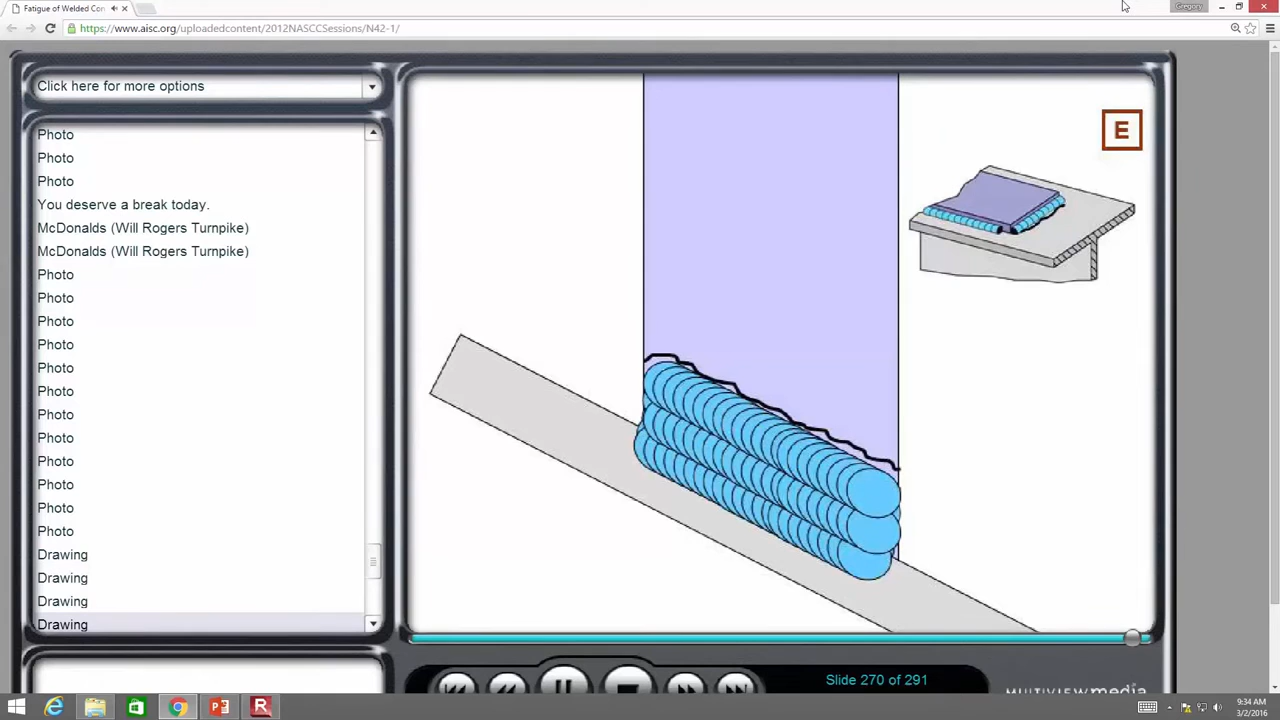 Fatigue of Welded Con
Gregory
https://www.aisc.org/uploadedcontent/2012NASCCSessions/N42-1/
Click here for more options
Photo
Photo
Photo
You deserve a break today.
McDonalds (Will Rogers Turnpike)
McDonalds (Will Rogers Turnpike)
Photo
Photo
Photo
Photo
Photo
Photo
Photo
Photo
Photo
Photo
Photo
Photo
Drawing
Drawing
Drawing
Drawing
E
Slide 270 of 291
MULTIVIEWmedia
9:34 AM
3/2/2016